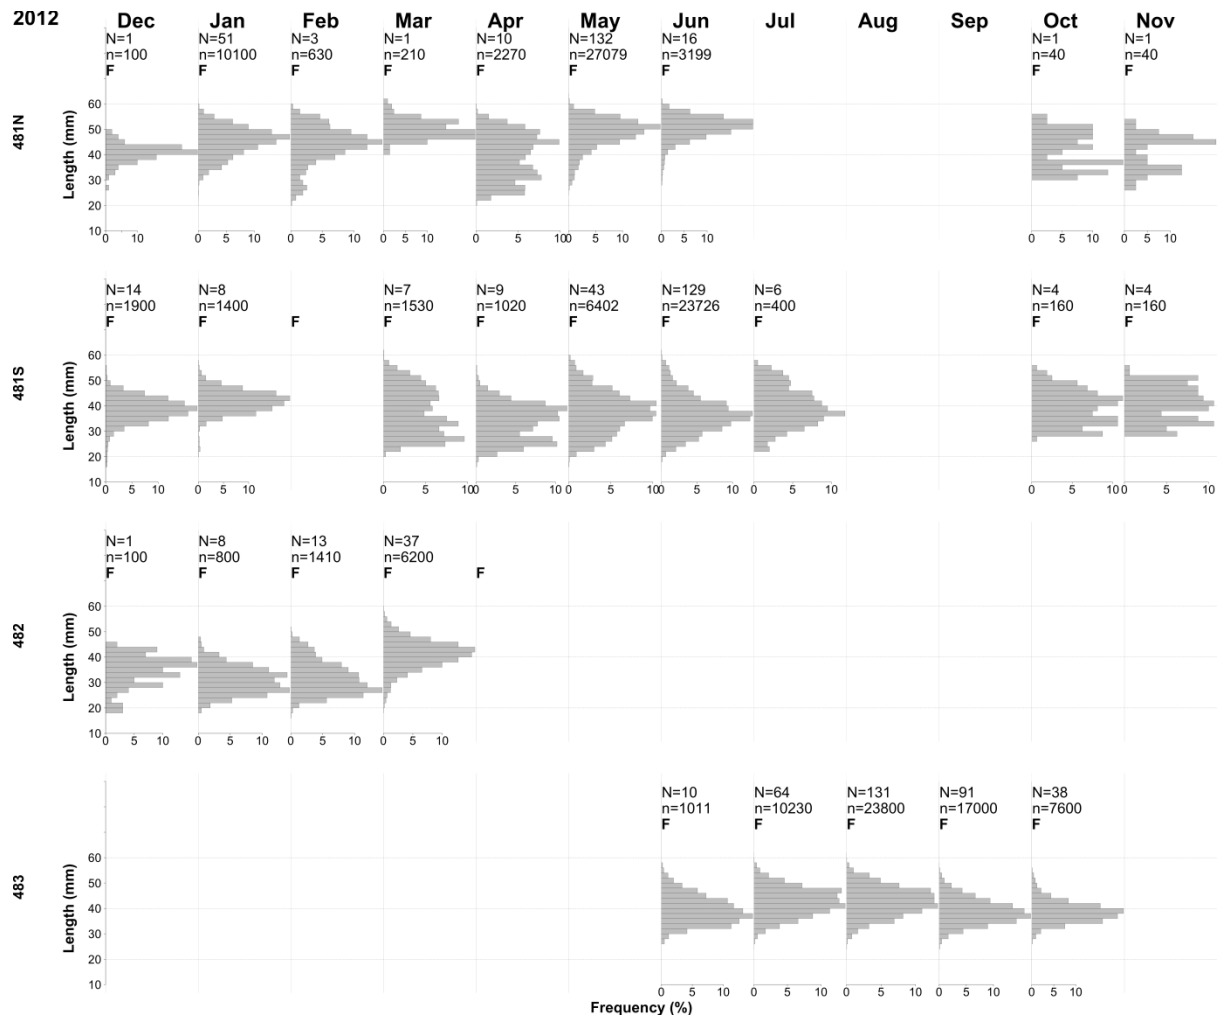 2012 Dec Jan Feb Mar Apr May Jun Jul Aug Sep Oct Nov
N=1 N=51 N=3 N=1 N=10 N=132 N=16 N=1 N=1
n=100 n=10100 n=630 n=210 n=2270 n=27079 n=3199 n=40 n=40
F F F F F F F F F
481N
Length (mm)
60
50
40
30
20
10
0 10 0 5 10 0 5 10 0 5 10 0 5 10 0 5 10 0 5 10 0 5 10 0 5 10
N=14 N=8 N=7 N=9 N=43 N=129 N=6 N=4 N=4
n=1900 n=1400 n=1530 n=1020 n=6402 n=23726 n=400 n=160 n=160
F F F F F F F F F F
481S
Length (mm)
60
50
40
30
20
10
0 5 10 0 5 10 0 5 10 0 5 10 0 5 10 0 5 10 0 5 10 0 5 10 0 5 10
N=1 N=8 N=13 N=37
n=100 n=800 n=1410 n=6200
F F F F F
482
Length (mm)
60
50
40
30
20
10
0 5 10 0 5 10 0 5 10 0 5 10
N=10 N=64 N=131 N=91 N=38
n=1011 n=10230 n=23800 n=17000 n=7600
F F F F F
483
Length (mm)
60
50
40
30
20
10
0 5 10 0 5 10 0 5 10 0 5 10 0 5 10
Frequency (%)